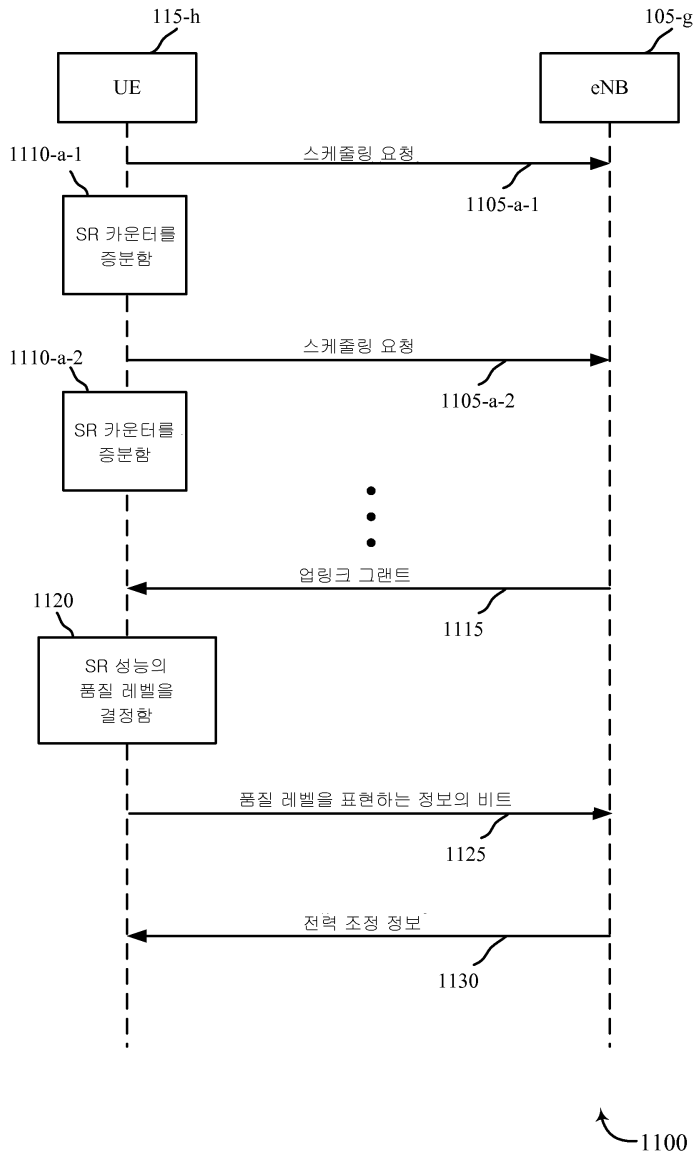 115-h
105-g
UE
eNB
1110-a-1
스케줄링 요청
1105-a-1
SR 카운터를
증분함
1110-a-2
스케줄링 요청
1105-a-2
SR 카운터를
증분함
업링크 그랜트
1120
1115
SR 성능의
품질 레벨을
결정함
품질 레벨을 표현하는 정보의 비트
1125
전력 조정 정보
1130
1100